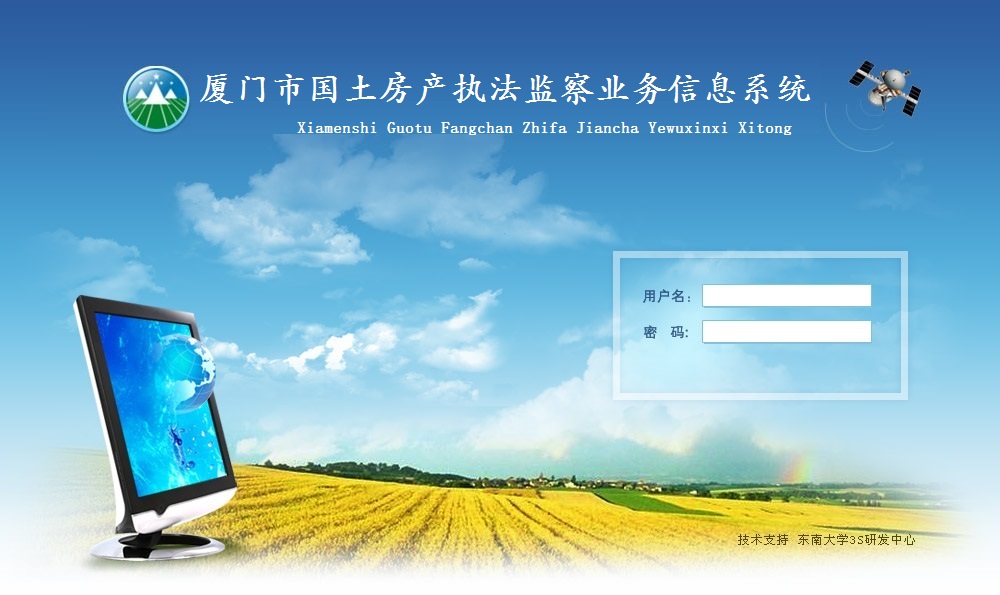 厦门市国土房产执法监察业务信息系统
Xiamenshi Guotu Fangchan Zhifa Jiancha Yewuxinxi Xitong
用户名:
密 码:
技术支持 东南大学3S研发中心